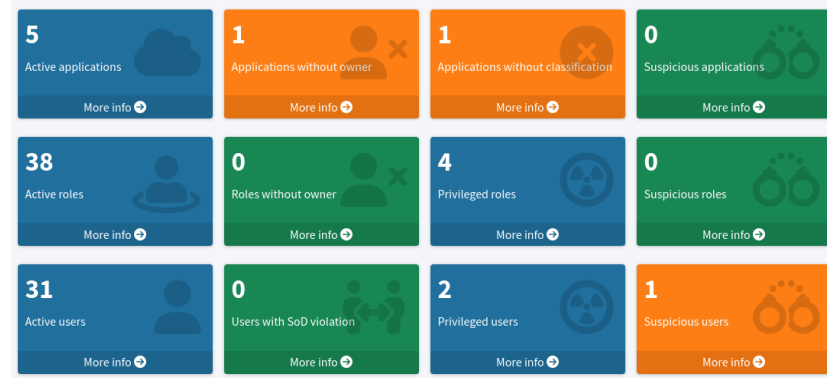 5
Active applications
More info
1
Applications without owner
More info
1
Applications without classification
More info
0
Suspicious applications
More info
38
Active roles
More info
0
Roles without owner
More info
4
Privileged roles
More info
0
Suspicious roles
More info
31
Active users
More info
0
Users with SoD violation
More info
2
Privileged users
More info
1
Suspicious users
More info